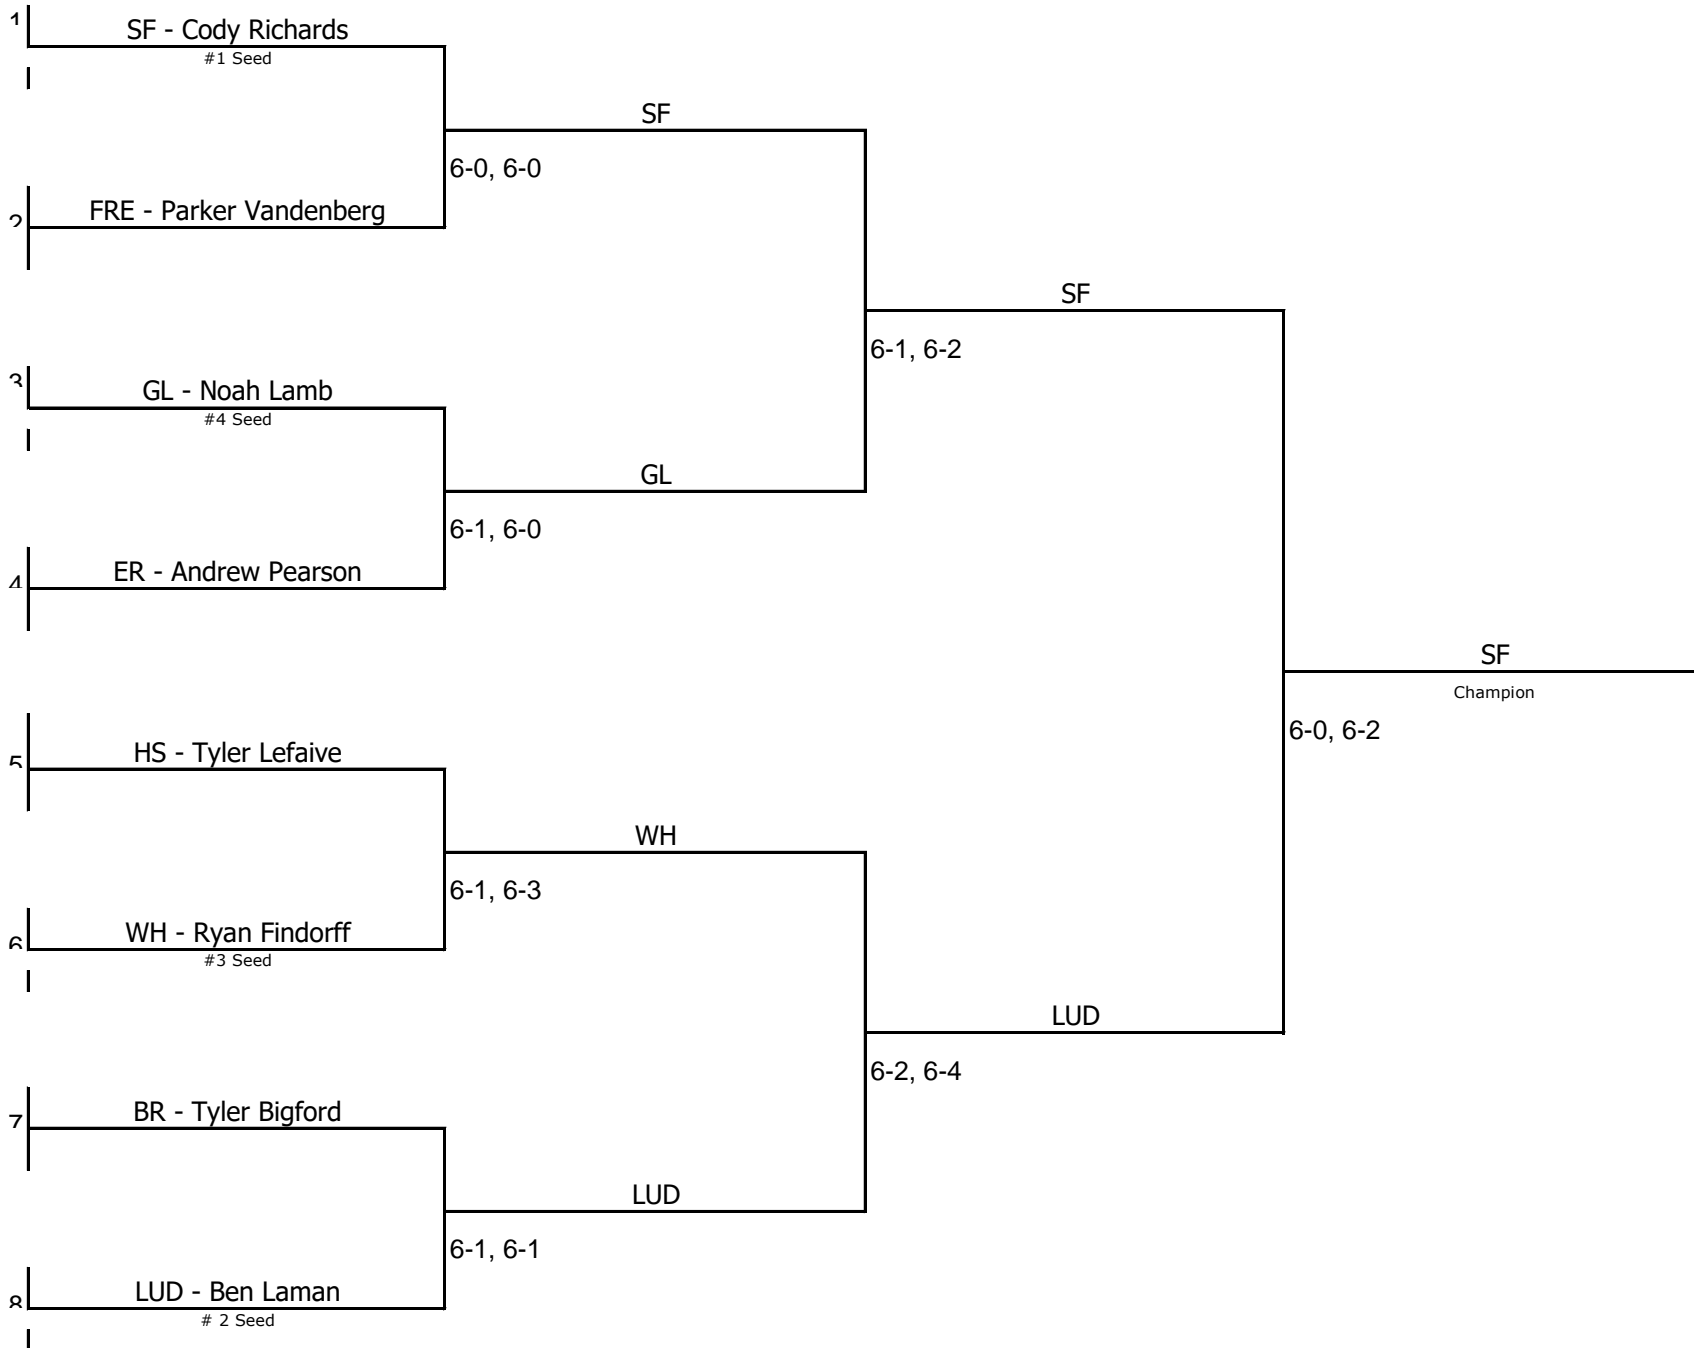 1
SF - Cody Richards
#1 Seed
SF
6-0, 6-0
2
FRE - Parker Vandenberg
SF
6-1, 6-2
3
GL - Noah Lamb
#4 Seed
GL
6-1, 6-0
4
ER - Andrew Pearson
SF
Champion
6-0, 6-2
5
HS - Tyler Lefaive
WH
6-1, 6-3
6
WH - Ryan Findorff
#3 Seed
LUD
6-2, 6-4
7
BR - Tyler Bigford
LUD
6-1, 6-1
8
LUD - Ben Laman
# 2 Seed